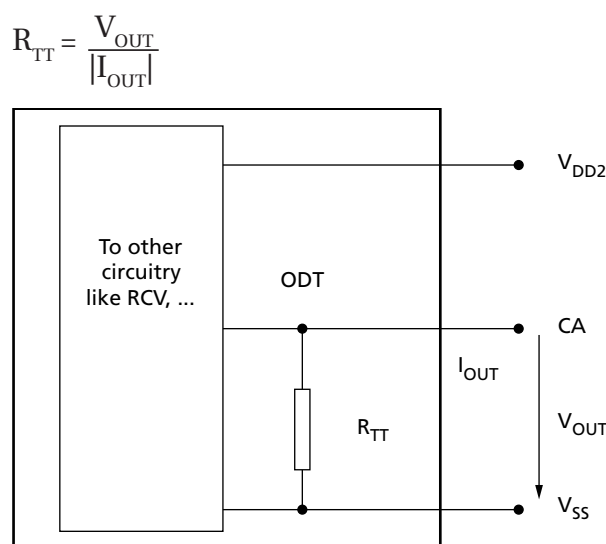 R_TT = V_OUT / |I_OUT|
V_DD2
To other
circuitry
like RCV, ...
ODT
CA
I_OUT
R_TT
V_OUT
V_SS